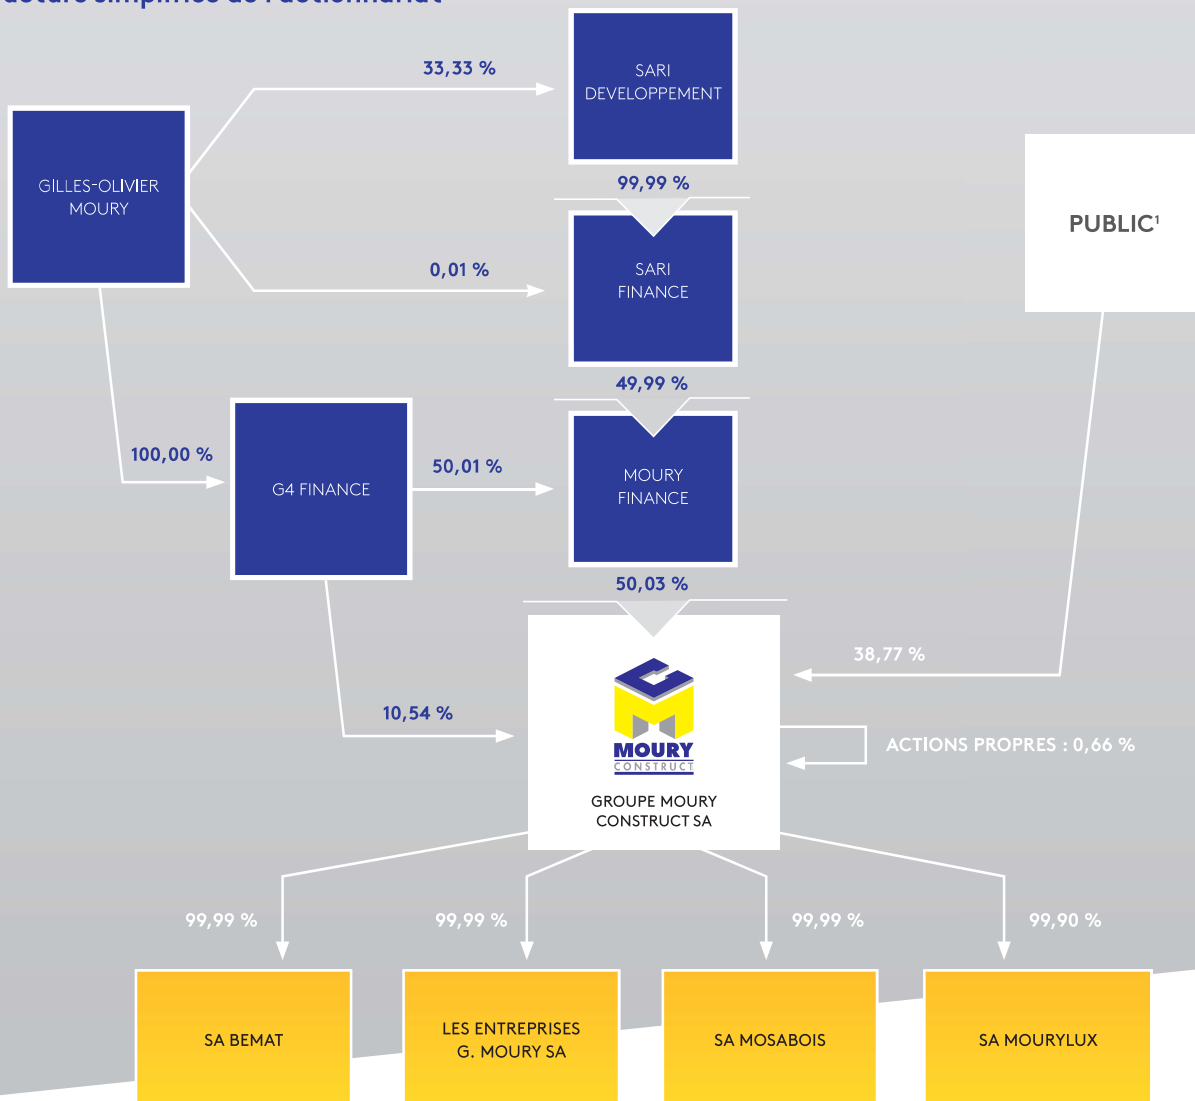 simplifiée de l'actionnariat
33,33 %
SARI
DEVELOPPEMENT
GILLES-OLIVIER
MOURY
99,99 %
PUBLIC¹
0,01 %
SARI
FINANCE
49,99 %
100,00 %
G4 FINANCE
50,01 %
MOURY
FINANCE
50,03 %
38,77 %
10,54 %
MOURY
CONSTRUCT
ACTIONS PROPRES : 0,66 %
GROUPE MOURY
CONSTRUCT SA
99,99 %
99,99 %
99,99 %
99,90 %
SA BEMAT
LES ENTREPRISES
G. MOURY SA
SA MOSABOIS
SA MOURYLUX